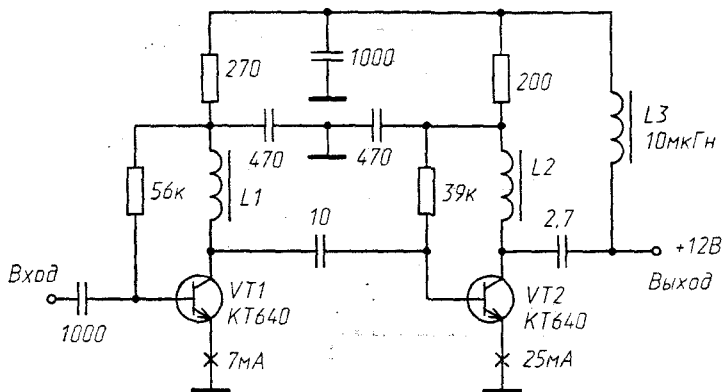 270
1000
200
L3
10мкГн
470
470
56к
L1
39к
L2
10
2,7
+12В
Вход
Выход
VT1
КТ640
VT2
КТ640
1000
7мА
25мА